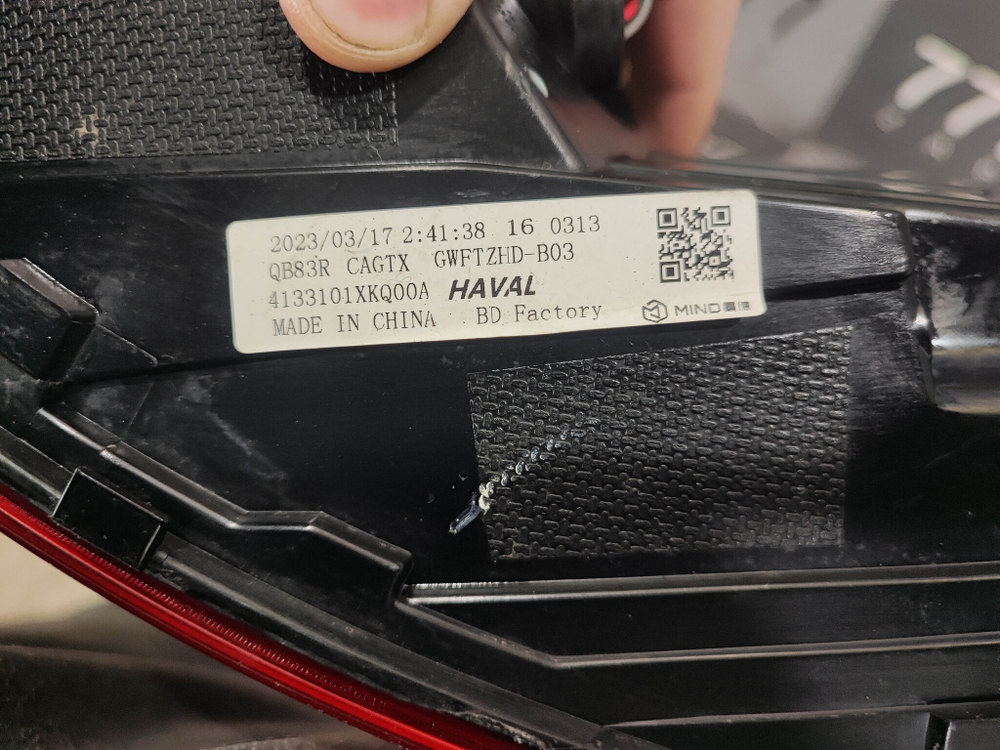 2023/03/17 2:41:38 16 0313
QB83R CAGTX GWFTZHD-B03
4133101XKQ00A HAVAL
MADE IN CHINA BD Factory
MIND